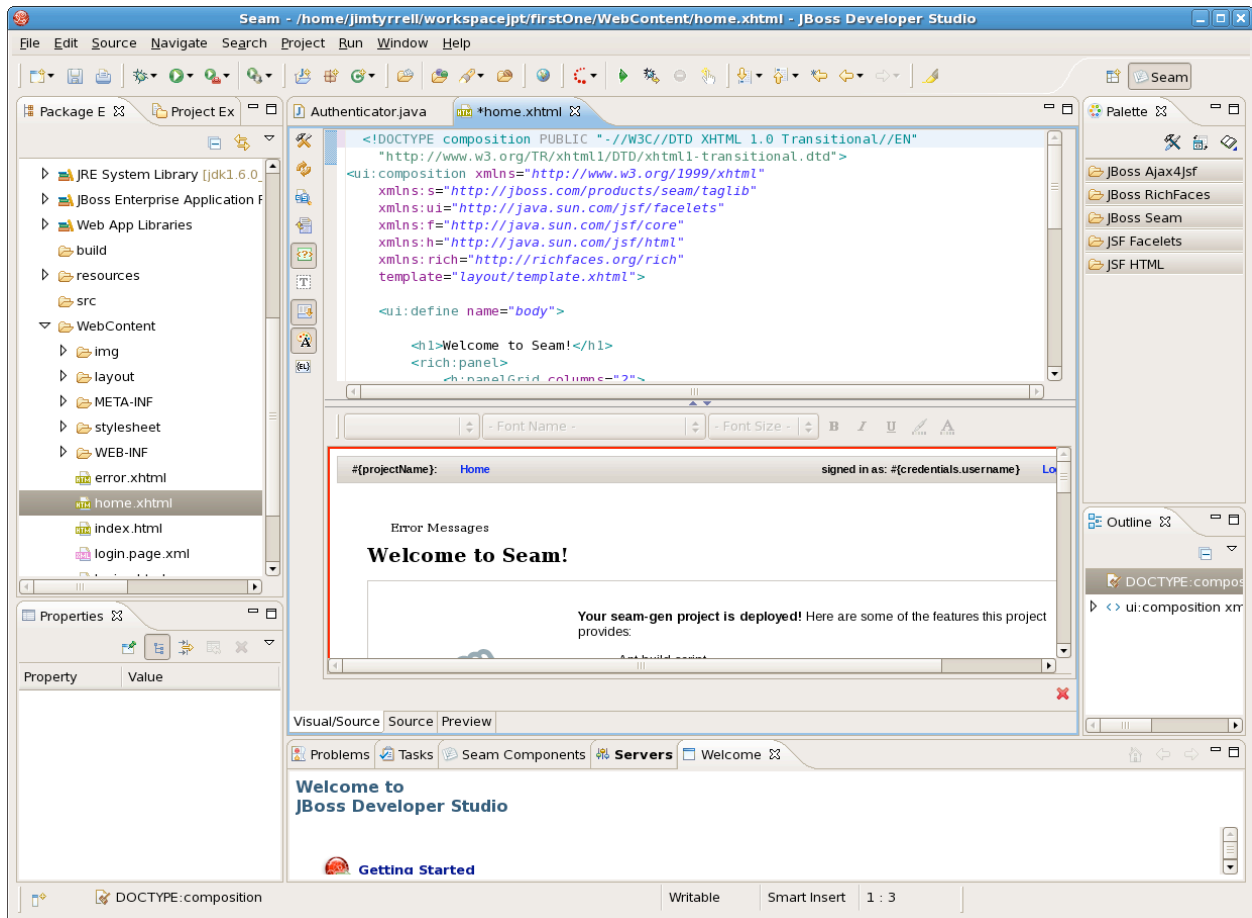 Seam - /home/jimtyrrell/workspacejpt/firstOne/WebContent/home.xhtml - JBoss Developer Studio
File Edit Source Navigate Search Project Run Window Help
Seam
Package E
Project Ex
JRE System Library [jdk1.6.0_
JBoss Enterprise Application F
Web App Libraries
build
resources
src
WebContent
img
layout
META-INF
stylesheet
WEB-INF
error.xhtml
home.xhtml
index.html
login.page.xml
Properties
Property Value
Authenticator.java
*home.xhtml
<!DOCTYPE composition PUBLIC "-//W3C//DTD XHTML 1.0 Transitional//EN"
"http://www.w3.org/TR/xhtml1/DTD/xhtml1-transitional.dtd">
<ui:composition xmlns="http://www.w3.org/1999/xhtml"
xmlns:s="http://jboss.com/products/seam/taglib"
xmlns:ui="http://java.sun.com/jsf/facelets"
xmlns:f="http://java.sun.com/jsf/core"
xmlns:h="http://java.sun.com/jsf/html"
xmlns:rich="http://richfaces.org/rich"
template="layout/template.xhtml">
<ui:define name="body">
<h1>Welcome to Seam!</h1>
<rich:panel>
<h:panelGrid columns="2">
- Font Name - - Font Size - B I U A
#{projectName}: Home signed in as: #{credentials.username} Lo
Error Messages
Welcome to Seam!
Your seam-gen project is deployed! Here are some of the features this project
provides:
Ant build script
Visual/Source Source Preview
Palette
JBoss Ajax4Jsf
JBoss RichFaces
JBoss Seam
JSF Facelets
JSF HTML
Outline
DOCTYPE:compos
ui:composition xm
Problems Tasks Seam Components Servers Welcome
Welcome to
JBoss Developer Studio
Getting Started
DOCTYPE:composition Writable Smart Insert 1 : 3